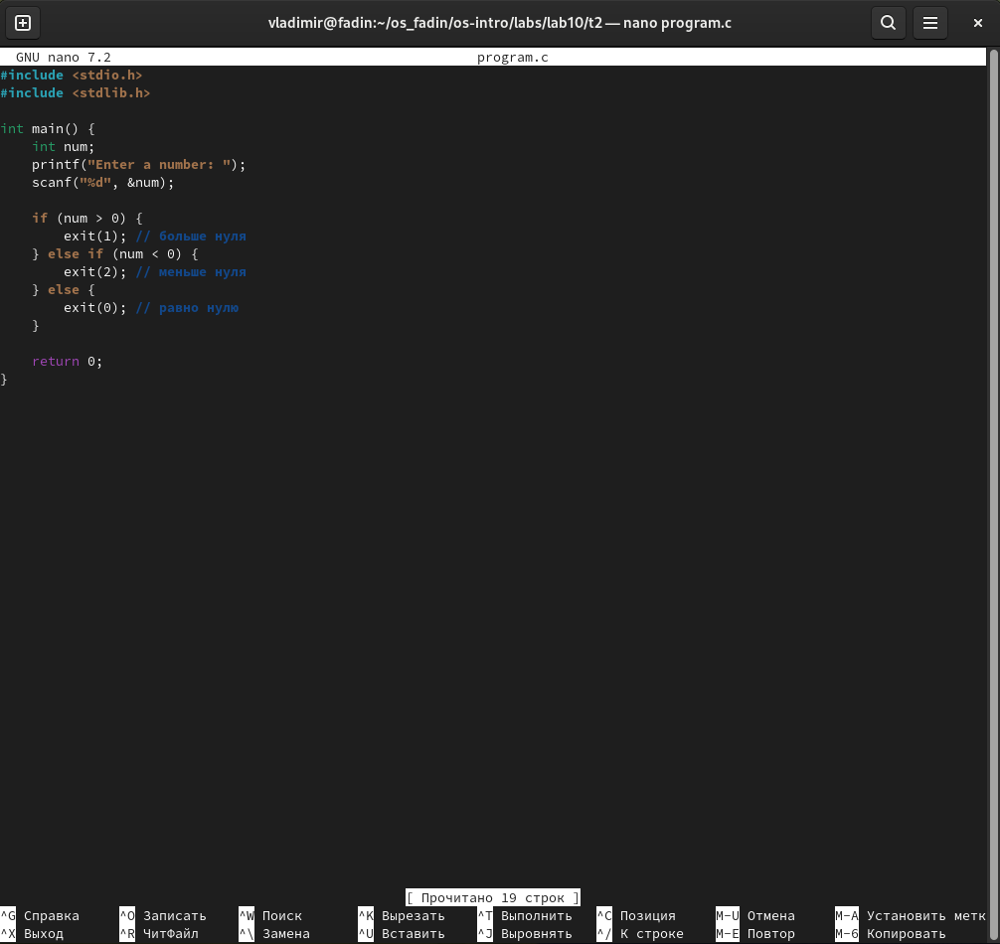 vladimir@fadin:~/os_fadin/os-intro/labs/lab10/t2 — nano program.c
GNU nano 7.2 program.c
#include <stdio.h>
#include <stdlib.h>

int main() {
    int num;
    printf("Enter a number: ");
    scanf("%d", &num);

    if (num > 0) {
        exit(1); // больше нуля
    } else if (num < 0) {
        exit(2); // меньше нуля
    } else {
        exit(0); // равно нулю
    }

    return 0;
}
[ Прочитано 19 строк ]
^G Справка ^O Записать ^W Поиск ^K Вырезать ^T Выполнить ^C Позиция M-U Отмена M-A Установить метк
^X Выход ^R ЧитФайл ^\ Замена ^U Вставить ^J Выровнять ^/ К строке M-E Повтор M-6 Копировать